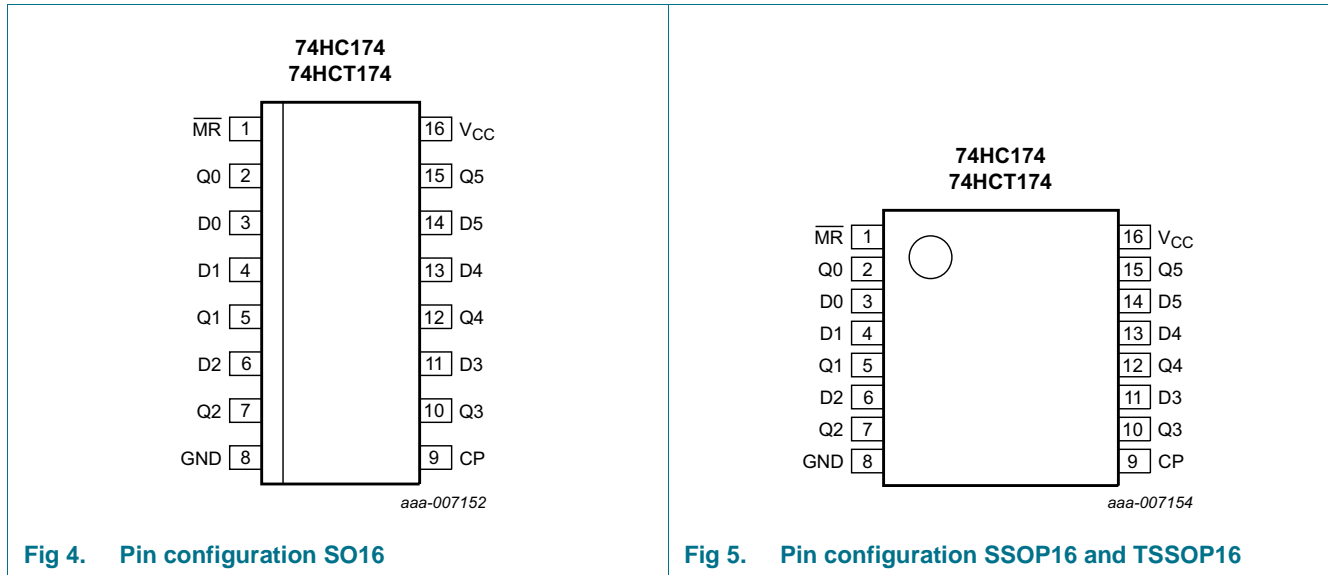 74HC174
74HCT174
MR 1
16 VCC
Q0 2
15 Q5
D0 3
14 D5
D1 4
13 D4
Q1 5
12 Q4
D2 6
11 D3
Q2 7
10 Q3
GND 8
9 CP
aaa-007152
Fig 4. Pin configuration SO16
74HC174
74HCT174
MR 1
16 VCC
Q0 2
15 Q5
D0 3
14 D5
D1 4
13 D4
Q1 5
12 Q4
D2 6
11 D3
Q2 7
10 Q3
GND 8
9 CP
aaa-007154
Fig 5. Pin configuration SSOP16 and TSSOP16